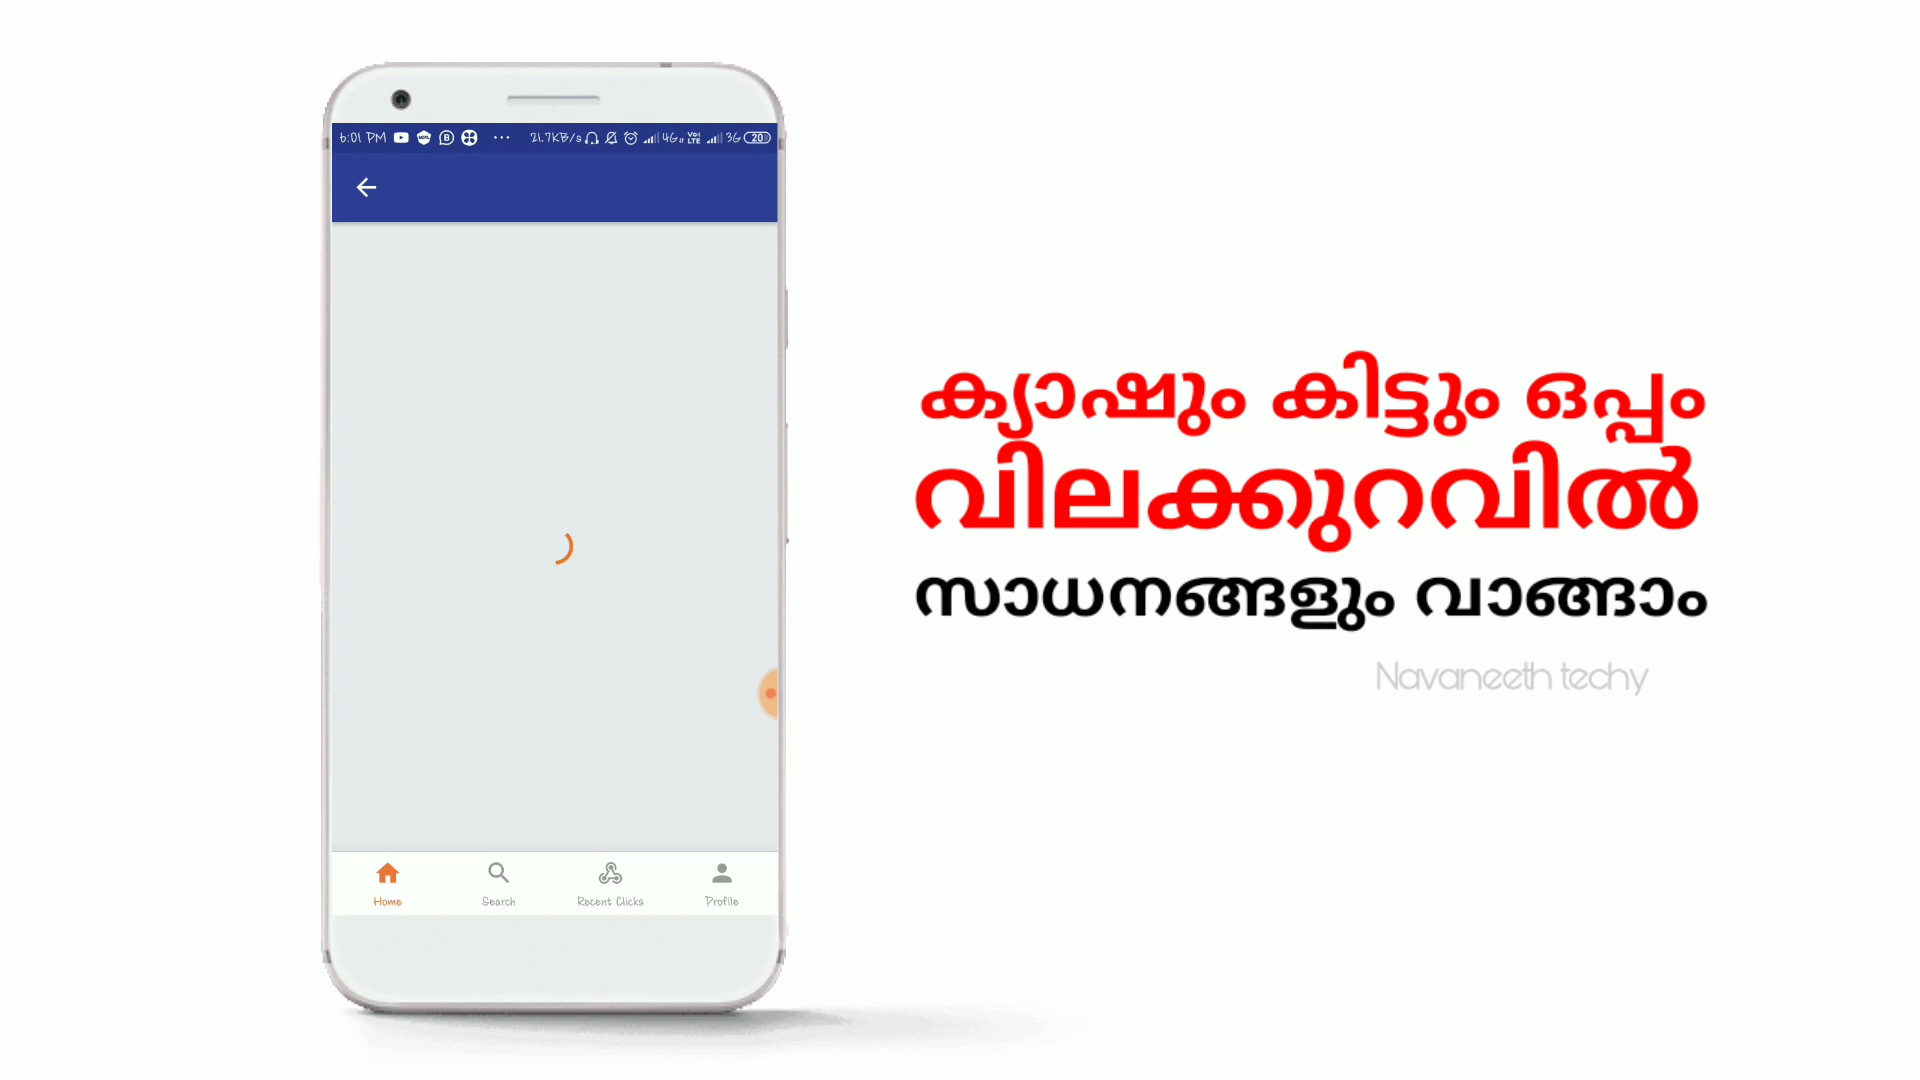 6:01 PM 21.7KB/s 4G VoLTE 3G 20
ക്യാഷും കിട്ടും ഒപ്പം
വിലക്കുറവിൽ
സാധനങ്ങളും വാങ്ങാം
Navaneeth techy
Home Search Recent Clicks Profile